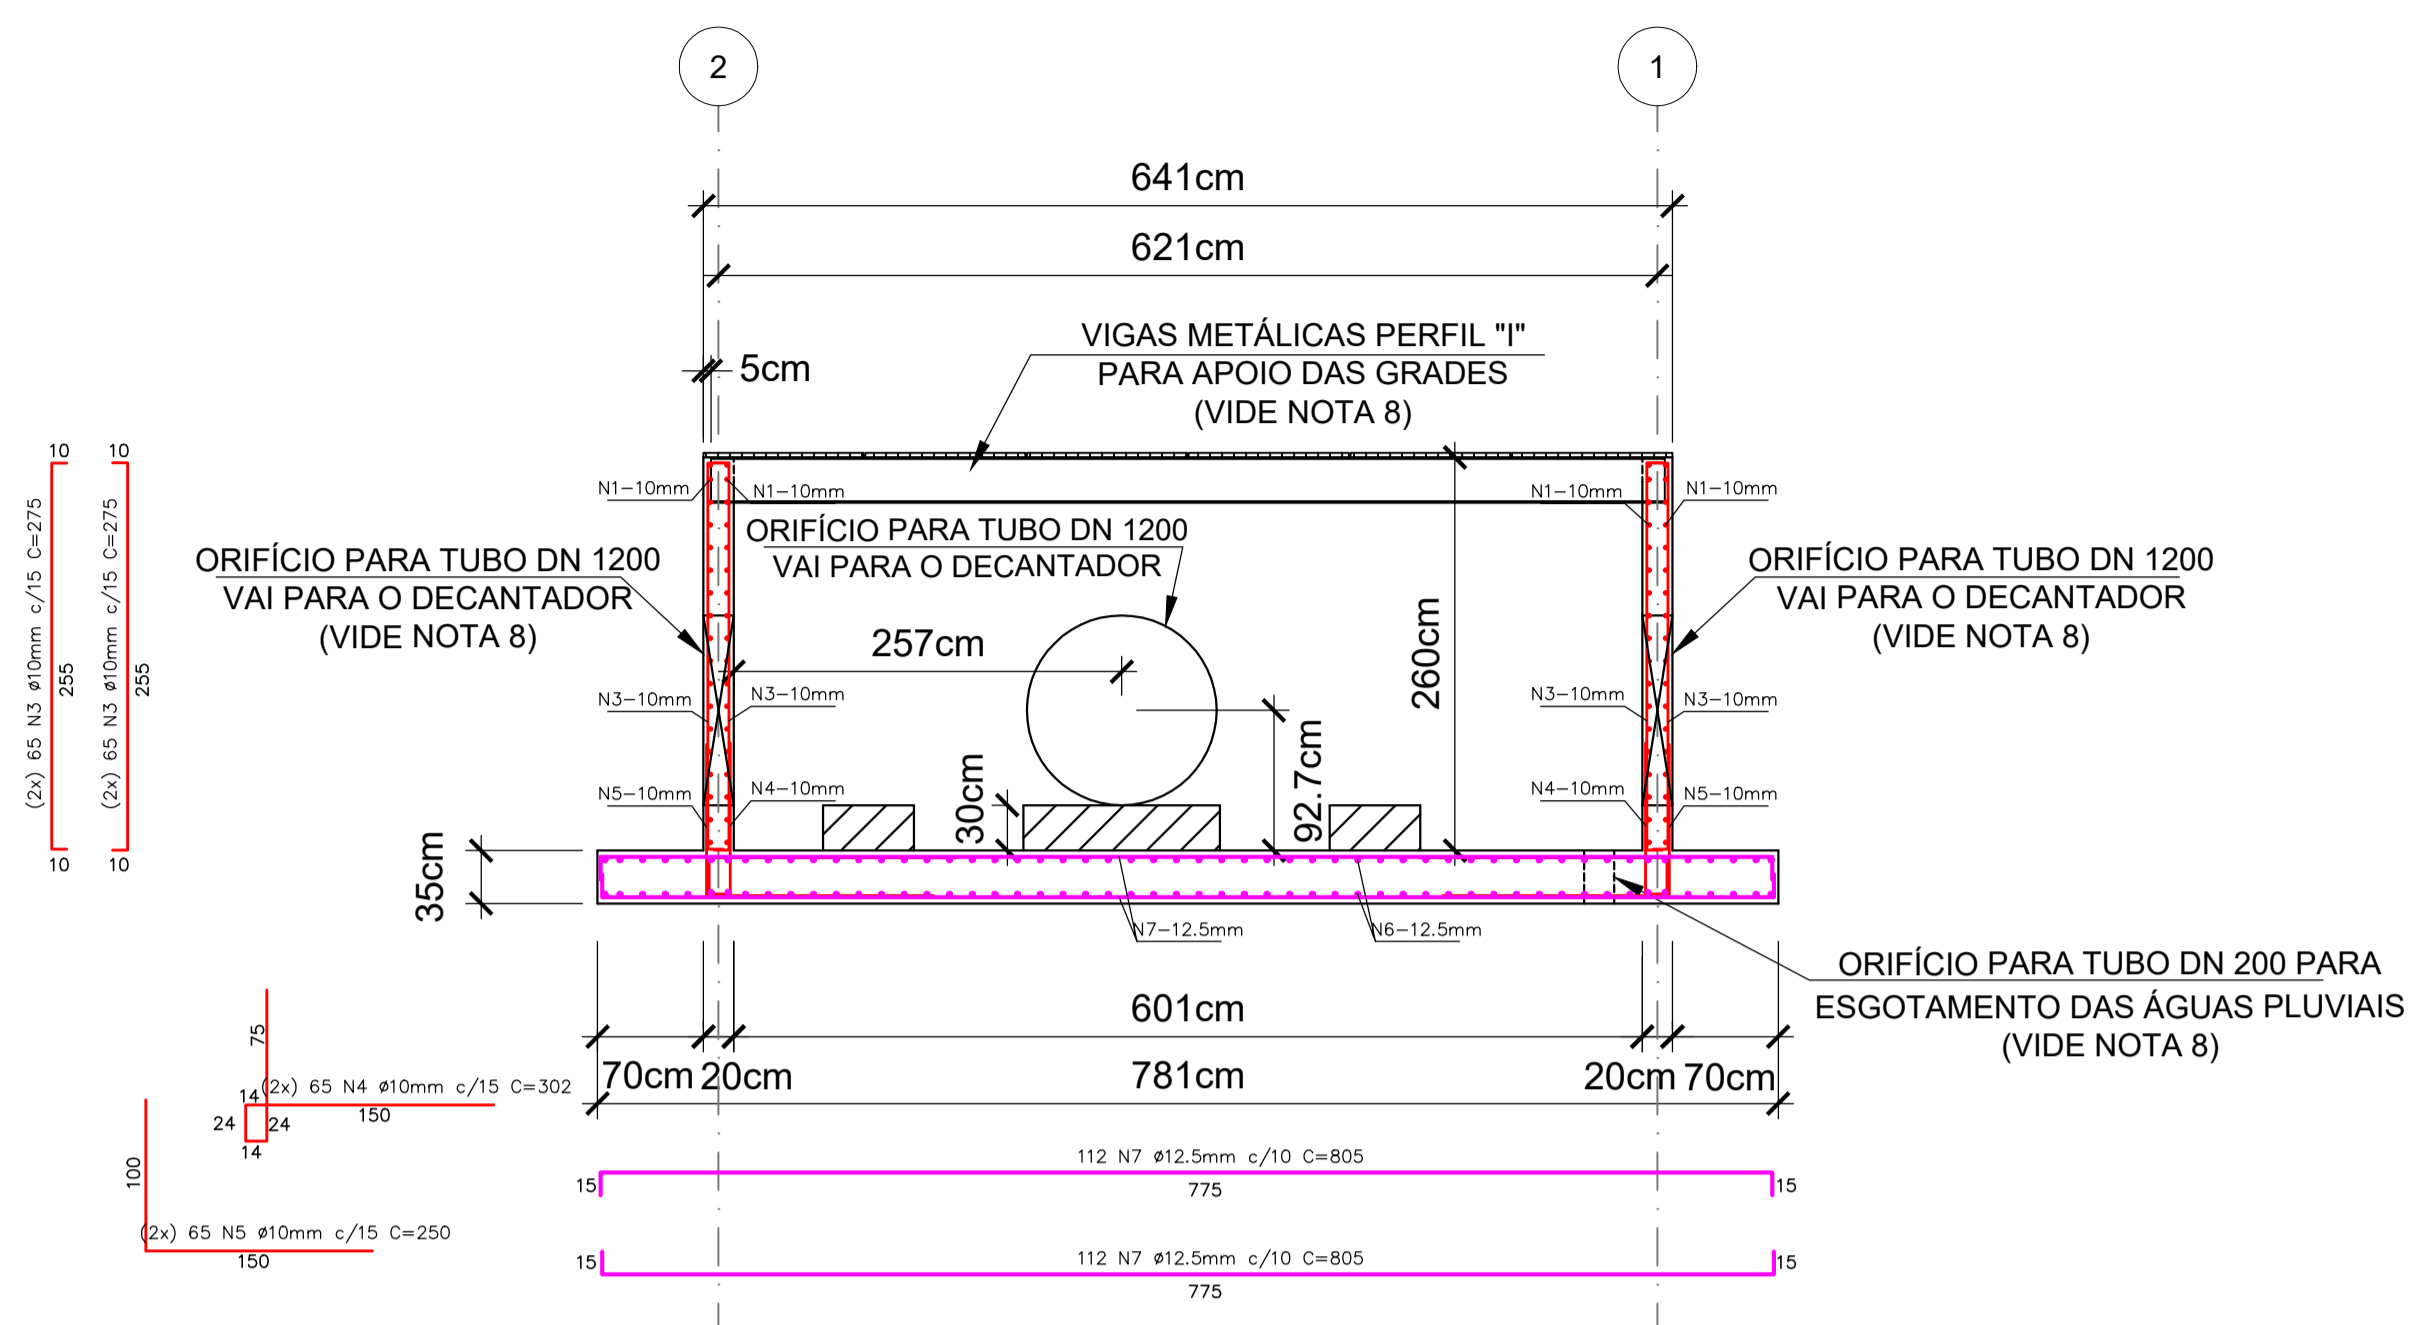 2
1
641cm
621cm
5cm
VIGAS METÁLICAS PERFIL "I"
PARA APOIO DAS GRADES
(VIDE NOTA 8)
10
10
(2x) 65 N3 ø10mm c/15 C=275
255
(2x) 65 N3 ø10mm c/15 C=275
255
10
10
N1-10mm
N1-10mm
N1-10mm
N1-10mm
ORIFÍCIO PARA TUBO DN 1200
VAI PARA O DECANTADOR
(VIDE NOTA 8)
ORIFÍCIO PARA TUBO DN 1200
VAI PARA O DECANTADOR
ORIFÍCIO PARA TUBO DN 1200
VAI PARA O DECANTADOR
(VIDE NOTA 8)
257cm
260cm
N3-10mm
N3-10mm
N3-10mm
N3-10mm
30cm
92.7cm
N5-10mm
N4-10mm
N4-10mm
N5-10mm
35cm
N7-12.5mm
N6-12.5mm
ORIFÍCIO PARA TUBO DN 200 PARA
ESGOTAMENTO DAS ÁGUAS PLUVIAIS
(VIDE NOTA 8)
601cm
70cm
20cm
781cm
20cm
70cm
75
(2x) 65 N4 ø10mm c/15 C=302
14
150
24
24
14
100
(2x) 65 N5 ø10mm c/15 C=250
150
112 N7 ø12.5mm c/10 C=805
15
775
15
112 N7 ø12.5mm c/10 C=805
15
775
15